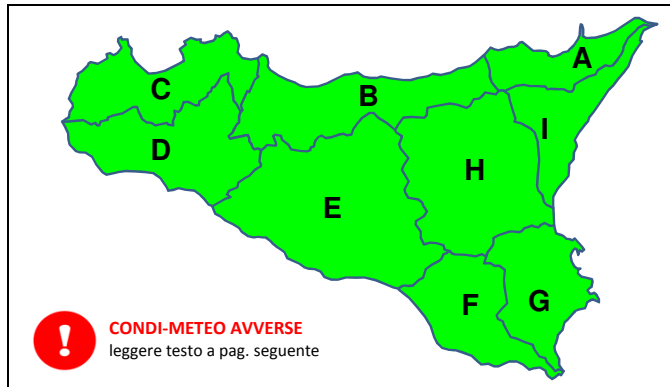 A
C
B
I
D
H
E
F
G
!
CONDI-METEO AVVERSE
leggere testo a pag. seguente